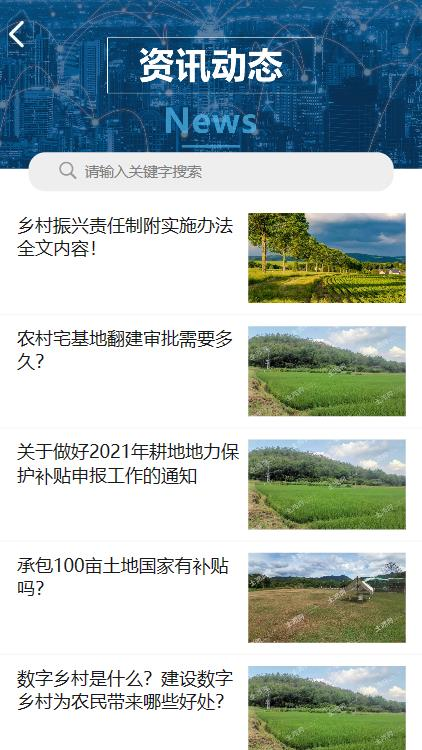 资讯动态
News
请输入关键字搜索
乡村振兴责任制附实施办法
全文内容！
农村宅基地翻建审批需要多
久？
关于做好2021年耕地地力保
护补贴申报工作的通知
承包100亩土地国家有补贴
吗？
数字乡村是什么？建设数字
乡村为农民带来哪些好处？